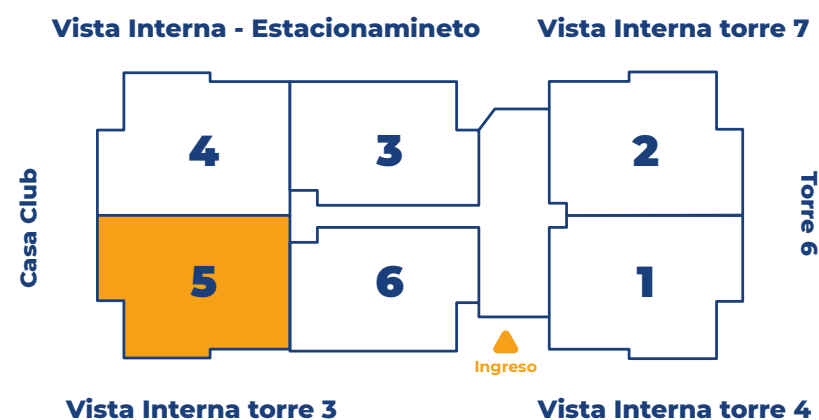 Vista Interna - Estacionamineto
Vista Interna torre 7
4
3
2
Casa Club
Torre 6
5
6
1
Ingreso
Vista Interna torre 3
Vista Interna torre 4